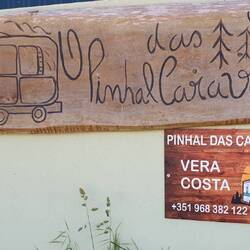 das
Pinhal Carav
PINHAL DAS CA
VERA
COSTA
+351 968 382 122